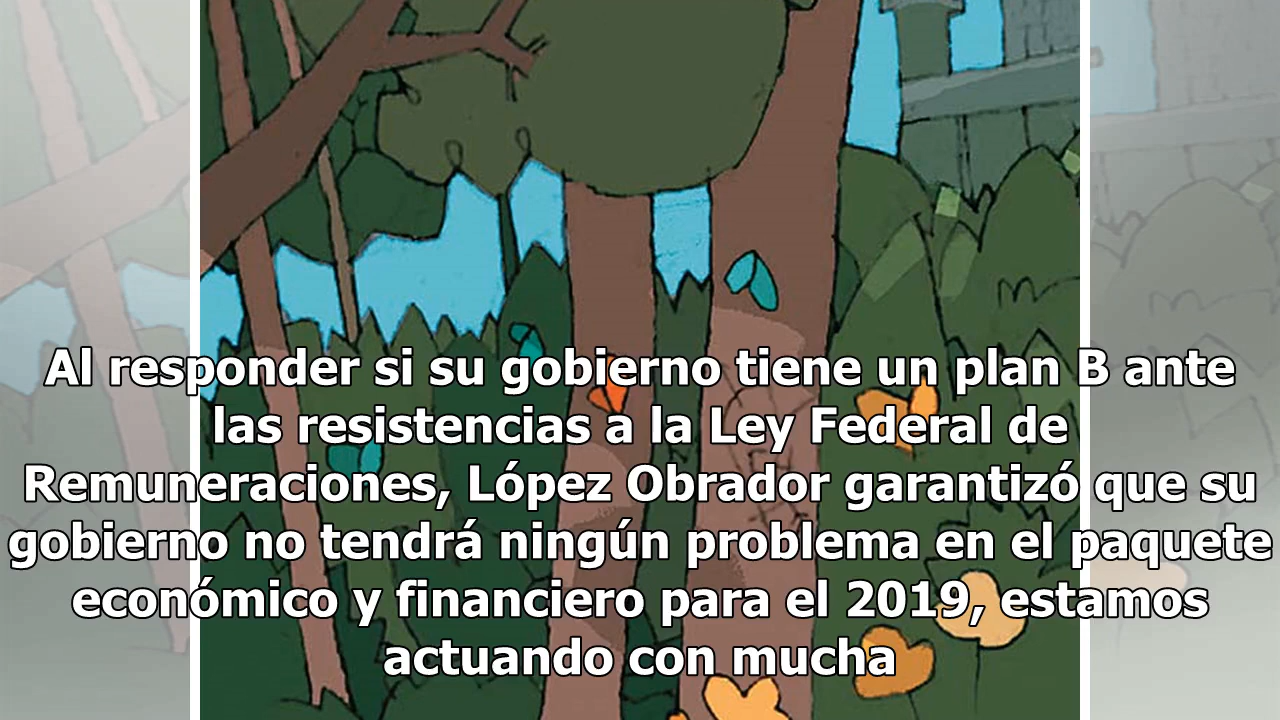 Al responder si su gobierno tiene un plan B ante
las resistencias a la Ley Federal de
Remuneraciones, López Obrador garantizó que su
gobierno no tendrá ningún problema en el paquete
económico y financiero para el 2019, estamos
actuando con mucha